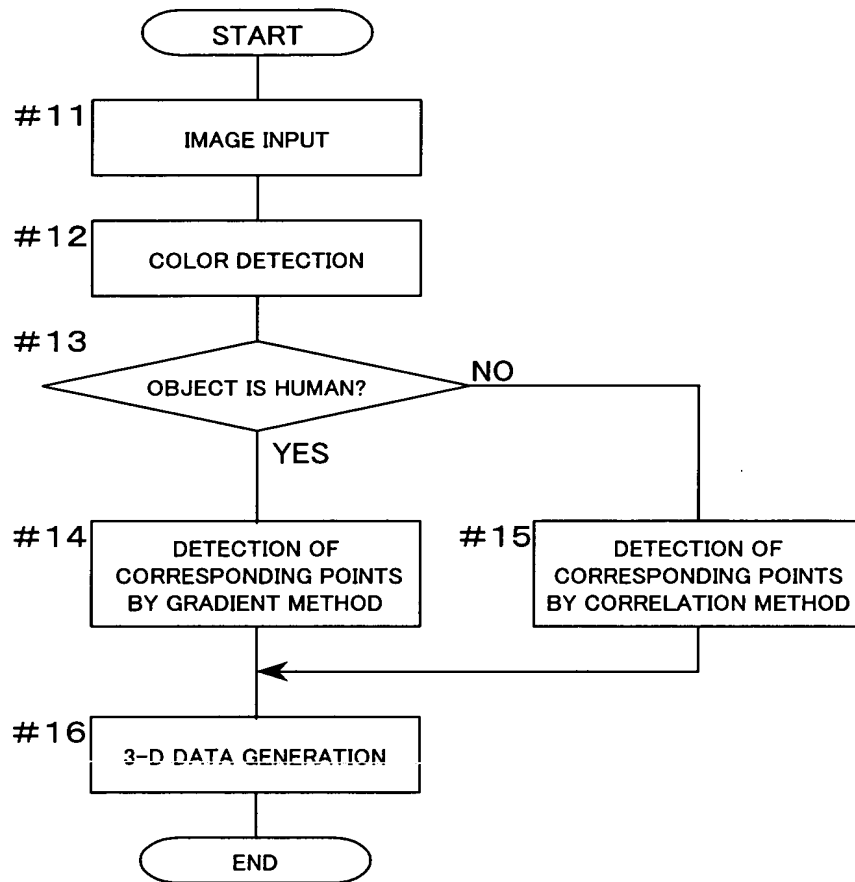 START
#11
IMAGE INPUT
#12
COLOR DETECTION
#13
OBJECT IS HUMAN?
NO
YES
#14
DETECTION OF
CORRESPONDING POINTS
BY GRADIENT METHOD
#15
DETECTION OF
CORRESPONDING POINTS
BY CORRELATION METHOD
#16
3-D DATA GENERATION
END